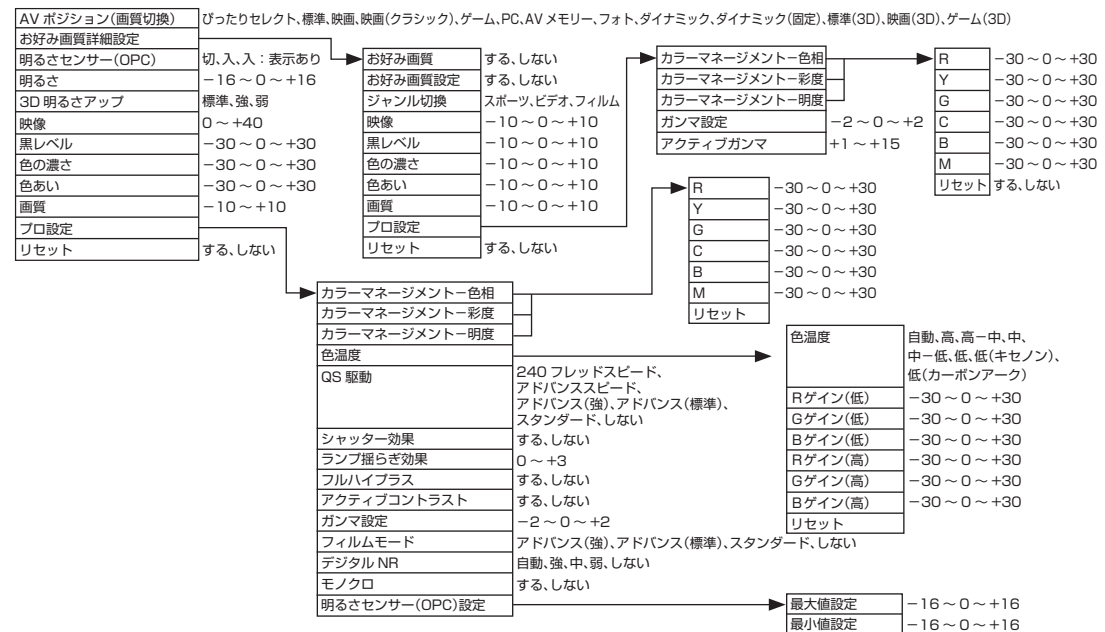 AV ポジション(画質切換) ぴったりセレクト、標準、映画、映画(クラシック)、ゲーム、PC、AV メモリー、フォト、ダイナミック、ダイナミック(固定)、標準(3D)、映画(3D)、ゲーム(3D)
お好み画質詳細設定
明るさセンサー(OPC) 切、入、入：表示あり
明るさ －16～0～+16
3D 明るさアップ 標準、強、弱
映像 0～+40
黒レベル －30～0～+30
色の濃さ －30～0～+30
色あい －30～0～+30
画質 －10～+10
プロ設定
リセット する、しない
お好み画質 する、しない
お好み画質設定 する、しない
ジャンル切換 スポーツ、ビデオ、フィルム
映像 －10～0～+10
黒レベル －10～0～+10
色の濃さ －10～0～+10
色あい －10～0～+10
画質 －10～0～+10
プロ設定
リセット する、しない
カラーマネージメント－色相
カラーマネージメント－彩度
カラーマネージメント－明度
ガンマ設定 －2～0～+2
アクティブガンマ +1～+15
R －30～0～+30
Y －30～0～+30
G －30～0～+30
C －30～0～+30
B －30～0～+30
M －30～0～+30
リセット する、しない
R －30～0～+30
Y －30～0～+30
G －30～0～+30
C －30～0～+30
B －30～0～+30
M －30～0～+30
リセット
カラーマネージメント－色相
カラーマネージメント－彩度
カラーマネージメント－明度
色温度
QS 駆動 240 フレッドスピード、
アドバンススピード、
アドバンス(強)、アドバンス(標準)、
スタンダード、しない
シャッター効果 する、しない
ランプ揺らぎ効果 0～+3
フルハイプラス する、しない
アクティブコントラスト する、しない
ガンマ設定 －2～0～+2
フィルムモード アドバンス(強)、アドバンス(標準)、スタンダード、しない
デジタル NR 自動、強、中、弱、しない
モノクロ する、しない
明るさセンサー(OPC)設定
色温度 自動、高、高－中、中、
中－低、低、低(キセノン)、
低(カーボンアーク)
Rゲイン(低) －30～0～+30
Gゲイン(低) －30～0～+30
Bゲイン(低) －30～0～+30
Rゲイン(高) －30～0～+30
Gゲイン(高) －30～0～+30
Bゲイン(高) －30～0～+30
リセット
最大値設定 －16～0～+16
最小値設定 －16～0～+16